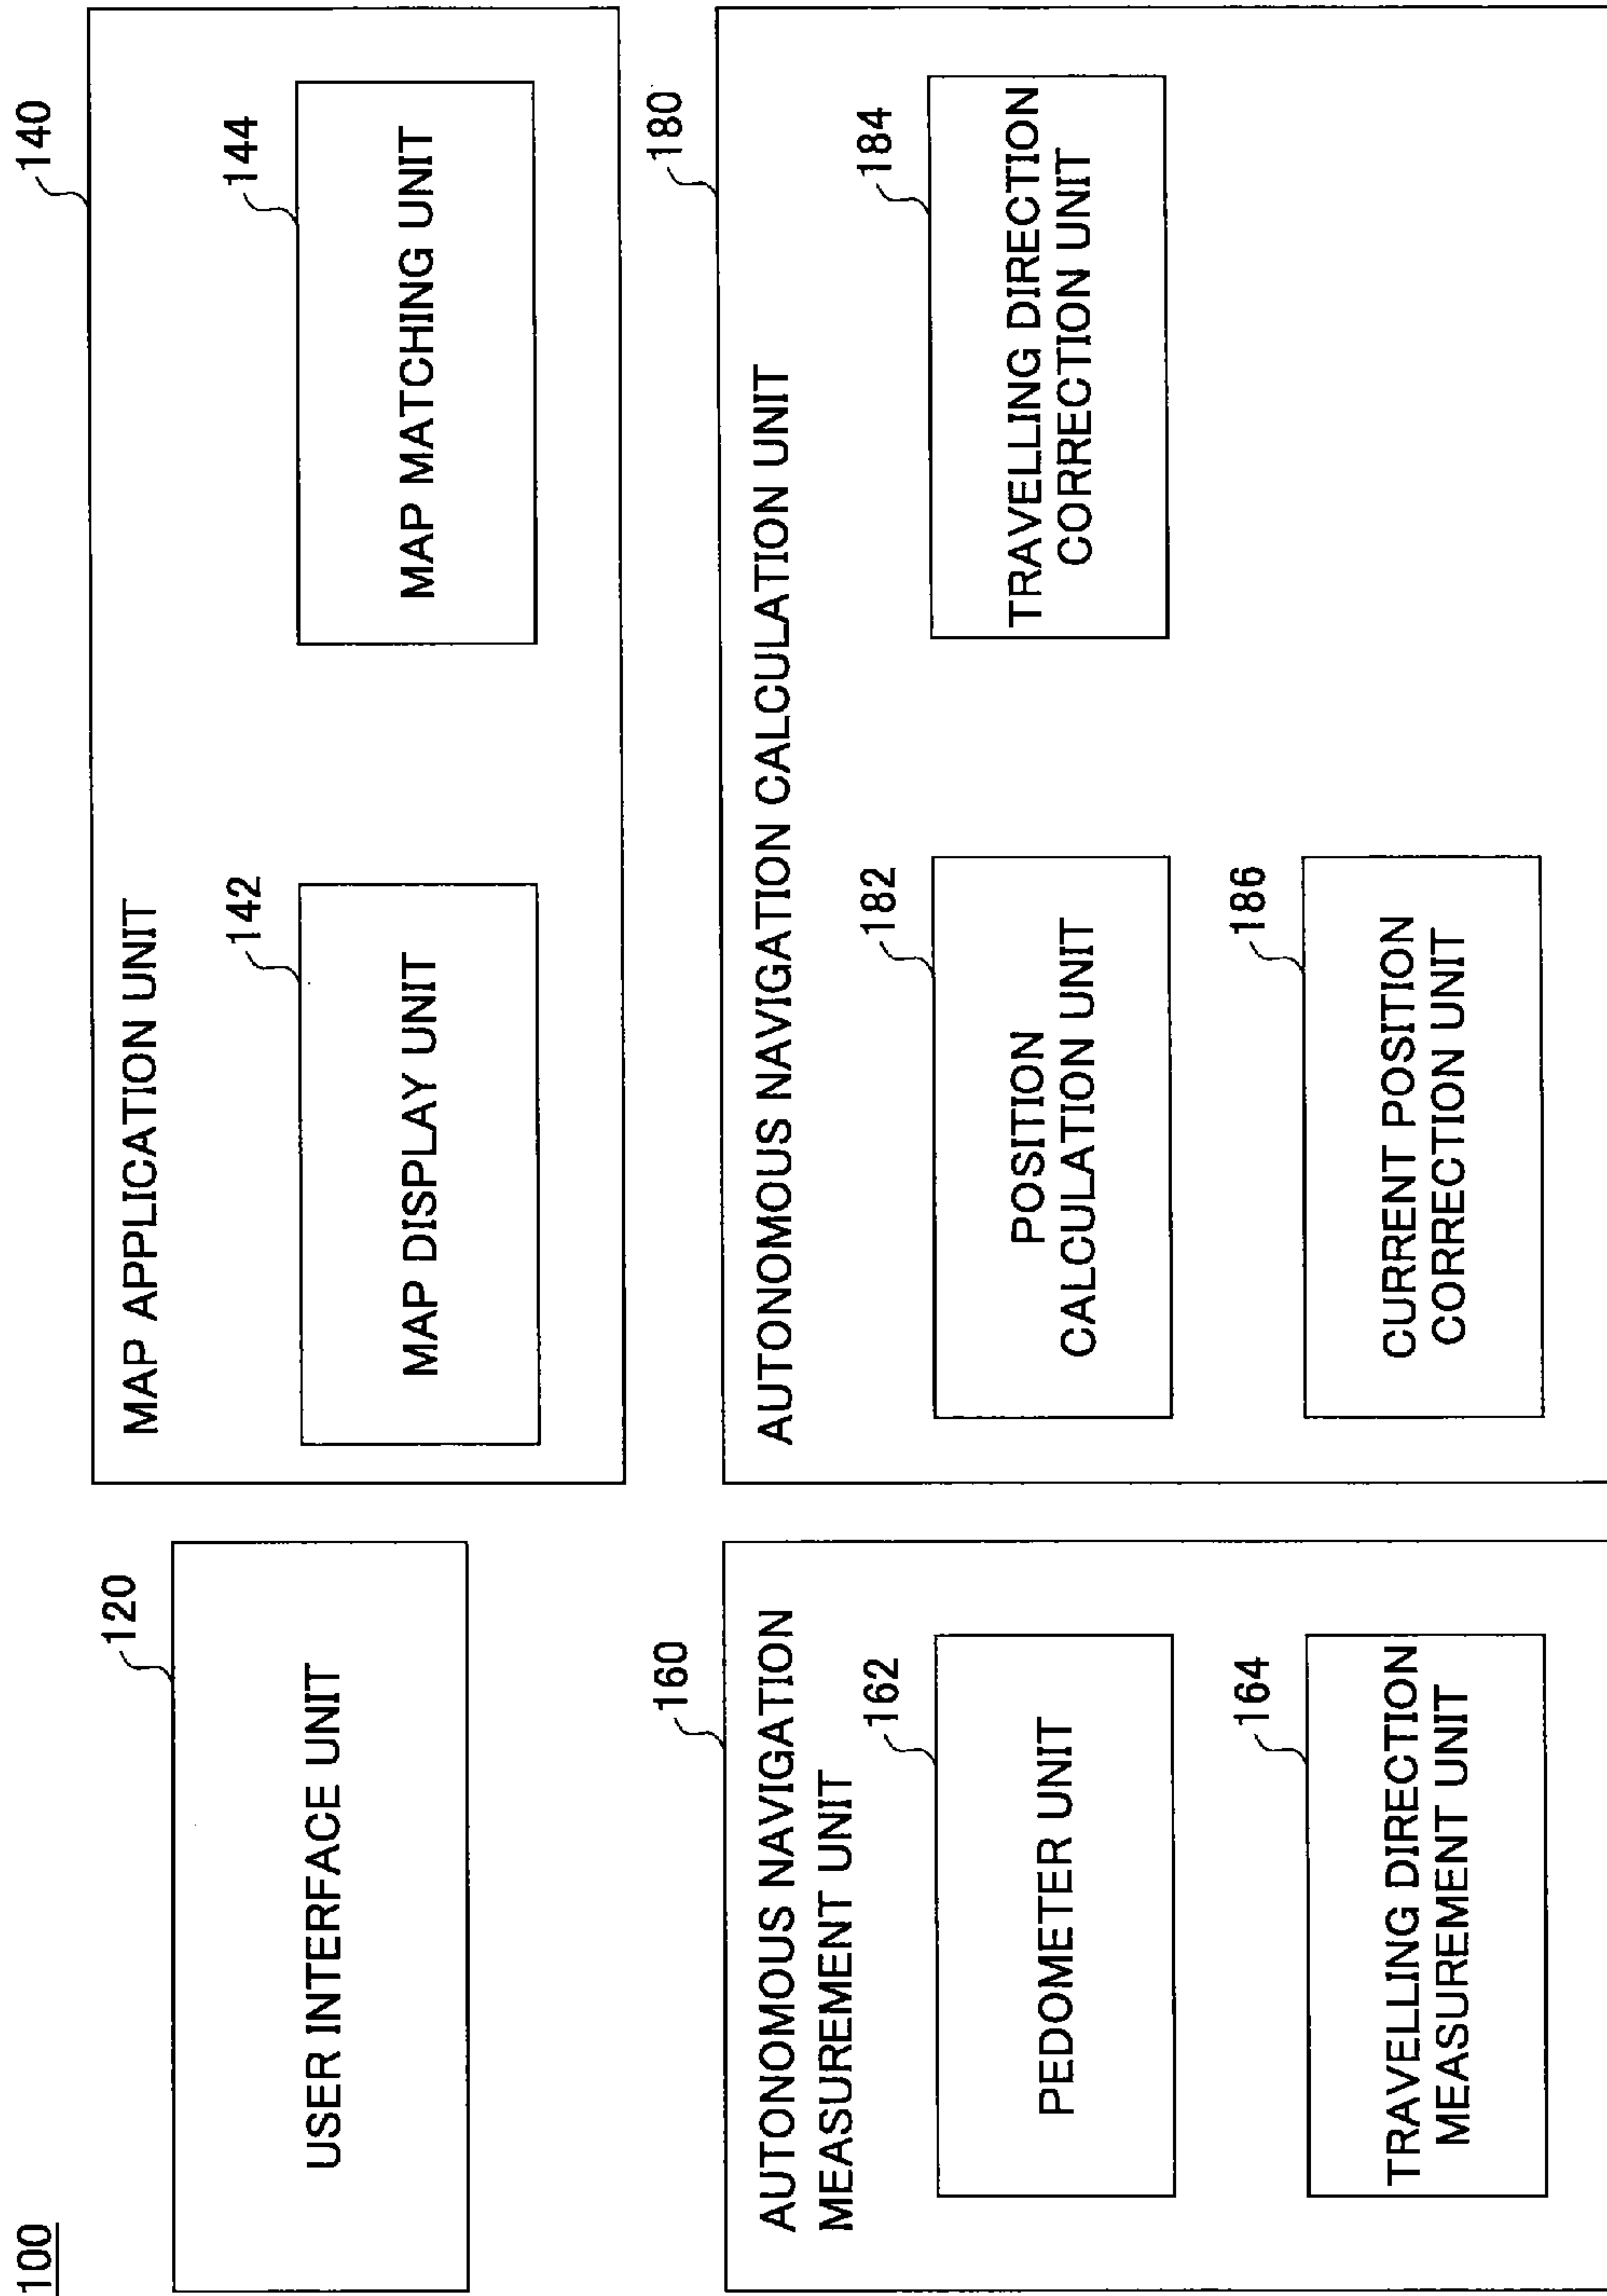 100
120
USER INTERFACE UNIT
140
MAP APPLICATION UNIT
142
MAP DISPLAY UNIT
144
MAP MATCHING UNIT
160
AUTONOMOUS NAVIGATION
MEASUREMENT UNIT
162
PEDOMETER UNIT
164
TRAVELLING DIRECTION
MEASUREMENT UNIT
180
AUTONOMOUS NAVIGATION CALCULATION UNIT
182
POSITION
CALCULATION UNIT
184
TRAVELLING DIRECTION
CORRECTION UNIT
186
CURRENT POSITION
CORRECTION UNIT